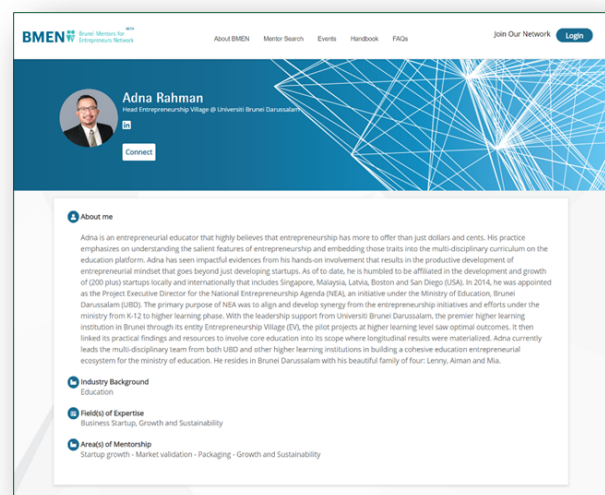 BMEN
BETA
Brunei Mentors for
Entrepreneurs Network
About BMEN Mentor Search Events Handbook FAQs
Join Our Network Login
Adna Rahman
Head Entrepreneurship Village @ Universiti Brunei Darussalam
in
Connect
About me
Adna is an entrepreneurial educator that highly believes that entrepreneurship has more to offer than just dollars and cents. His practice
emphasizes on understanding the salient features of entrepreneurship and embedding those traits into the multi-disciplinary curriculum on the
education platform. Adna has seen impactful evidences from his hands-on involvement that results in the productive development of
entrepreneurial mindset that goes beyond just developing startups. As of to date, he is humbled to be affiliated in the development and growth
of (200 plus) startups locally and internationally that includes Singapore, Malaysia, Latvia, Boston and San Diego (USA). In 2014, he was appointed
as the Project Executive Director for the National Entrepreneurship Agenda (NEA), an initiative under the Ministry of Education, Brunei
Darussalam (UBD). The primary purpose of NEA was to align and develop synergy from the entrepreneurship initiatives and efforts under the
ministry from K-12 to higher learning phase. With the leadership support from Universiti Brunei Darussalam, the premier higher learning
institution in Brunei through its entity Entrepreneurship Village (EV), the pilot projects at higher learning level saw optimal outcomes. It then
linked its practical findings and resources to involve core education into its scope where longitudinal results were materialized. Adna currently
leads the multi-disciplinary team from both UBD and other higher learning institutions in building a cohesive education entrepreneurial
ecosystem for the ministry of education. He resides in Brunei Darussalam with his beautiful family of four: Lenny, Aiman and Mia.
Industry Background
Education
Field(s) of Expertise
Business Startup, Growth and Sustainability
Area(s) of Mentorship
Startup growth - Market validation - Packaging - Growth and Sustainability